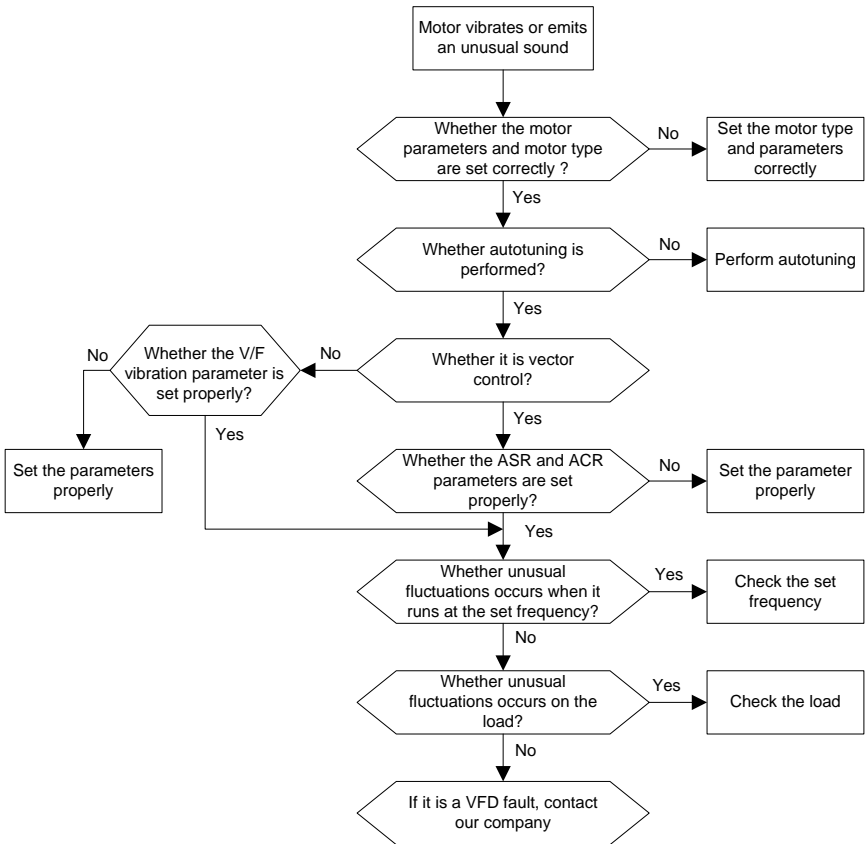 Motor vibrates or emits
an unusual sound
Whether the motor
parameters and motor type
are set correctly ?
No
Set the motor type
and parameters
correctly
Yes
Whether autotuning is
performed?
No
Perform autotuning
Yes
Whether it is vector
control?
No
Whether the V/F
vibration parameter is
set properly?
No
Set the parameters
properly
Yes
Yes
Whether the ASR and ACR
parameters are set
properly?
No
Set the parameter
properly
Yes
Whether unusual
fluctuations occurs when it
runs at the set frequency?
Yes
Check the set
frequency
No
Whether unusual
fluctuations occurs on the
load?
Yes
Check the load
No
If it is a VFD fault, contact
our company